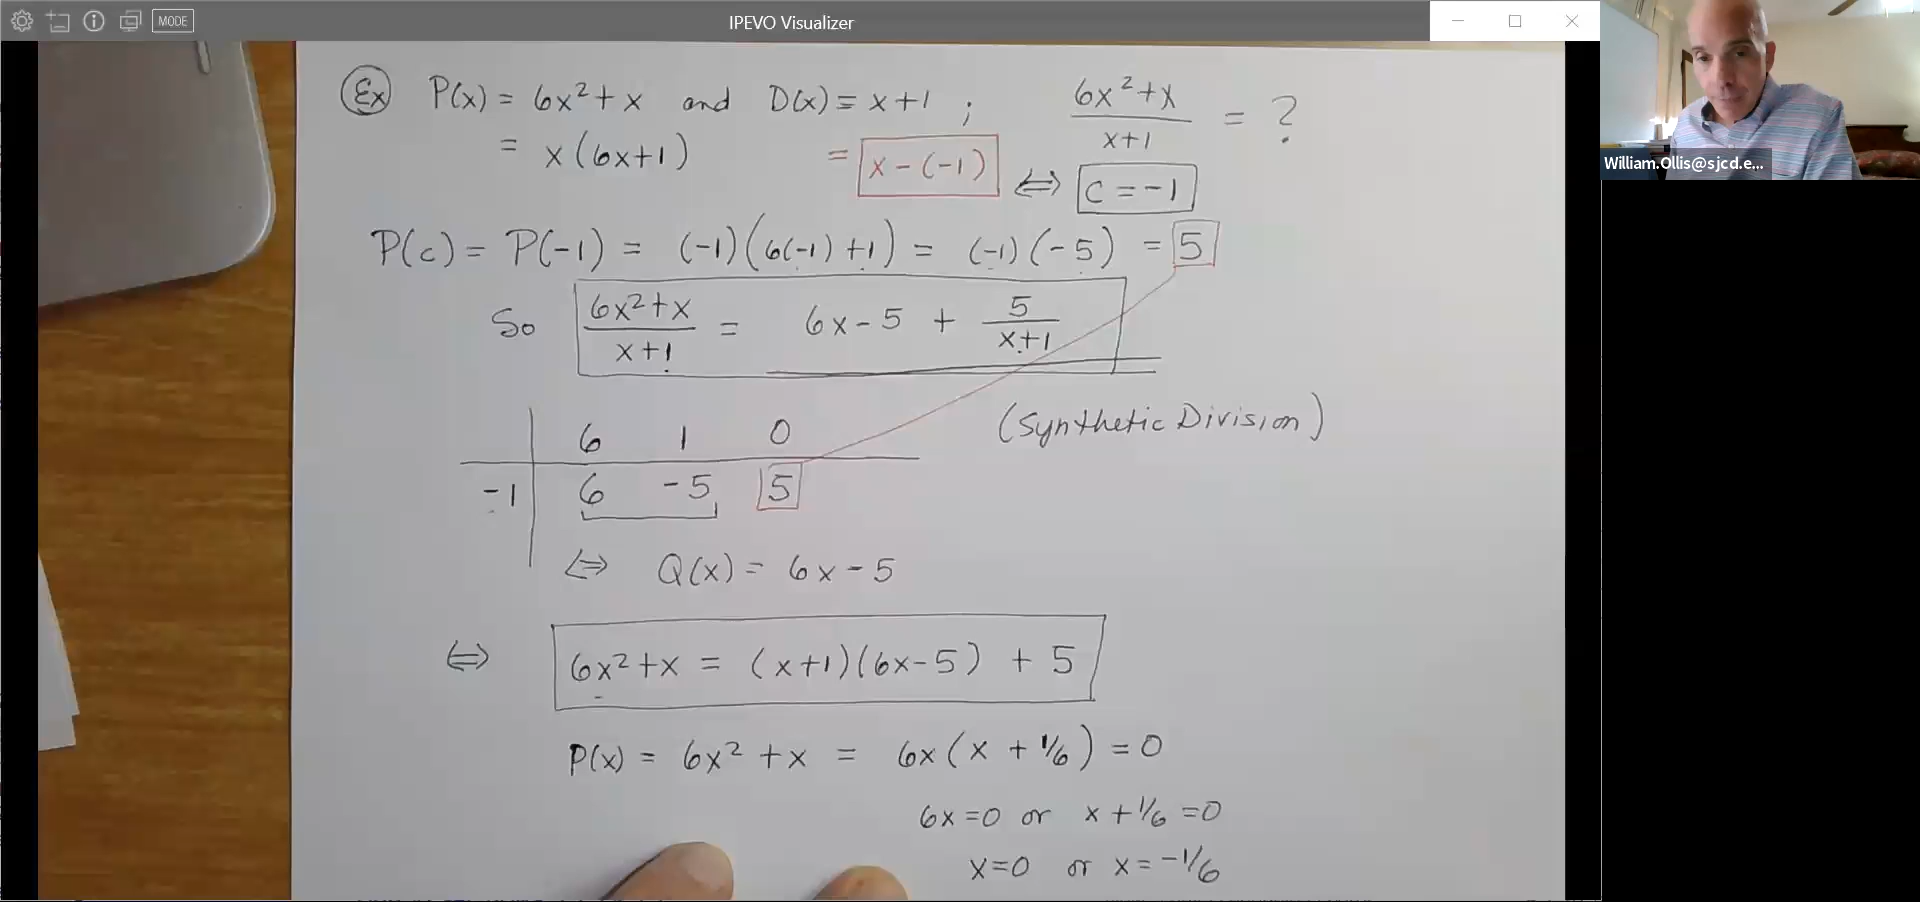 MODE
IPEVO Visualizer
Ex P(x) = 6x² + x and D(x) = x+1 ; (6x²+x)/(x+1) = ?
= x(6x+1) = x-(-1) ⟺ c = -1
P(c) = P(-1) = (-1)(6(-1)+1) = (-1)(-5) = 5
So (6x²+x)/(x+1) = 6x-5 + 5/(x+1)
(Synthetic Division)
6 1 0
-1 6 -5 5
⟺ Q(x) = 6x-5
⟺ 6x²+x = (x+1)(6x-5) + 5
P(x) = 6x² + x = 6x(x + 1/6) = 0
6x=0 or x+1/6=0
x=0 or x=-1/6
William.Ollis@sjcd.e...